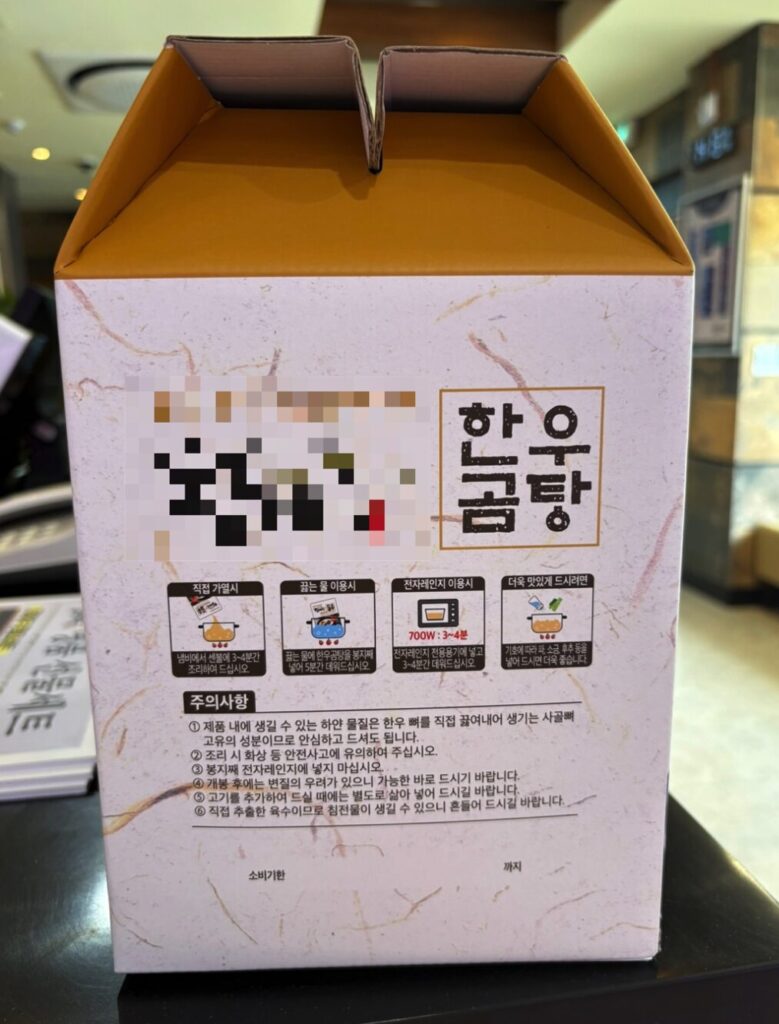 한우
곰탕
직접 가열시
냄비에서 센불에 3~4분간
조리하여 드십시오.
끓는 물 이용시
끓는 물에 한우곰탕을 봉지째
넣어 5분간 데워드십시오.
전자레인지 이용시
700W : 3~4분
전자레인지 전용용기에 넣고
3~4분간 데워드십시오.
더욱 맛있게 드시려면
기호에 따라 파, 소금, 후추 등을
넣어 드시면 더욱 좋습니다.
주의사항
① 제품 내에 생길 수 있는 하얀 물질은 한우 뼈를 직접 끓여내어 생기는 사골뼈
고유의 성분이므로 안심하고 드셔도 됩니다.
② 조리 시 화상 등 안전사고에 유의하여 주십시오.
③ 봉지째 전자레인지에 넣지 마십시오.
④ 개봉 후에는 변질의 우려가 있으니 가능한 바로 드시기 바랍니다.
⑤ 고기를 추가하여 드실 때에는 별도로 삶아 넣어 드시길 바랍니다.
⑥ 직접 추출한 육수이므로 침전물이 생길 수 있으니 흔들어 드시길 바랍니다.
소비기한 까지
선물세트